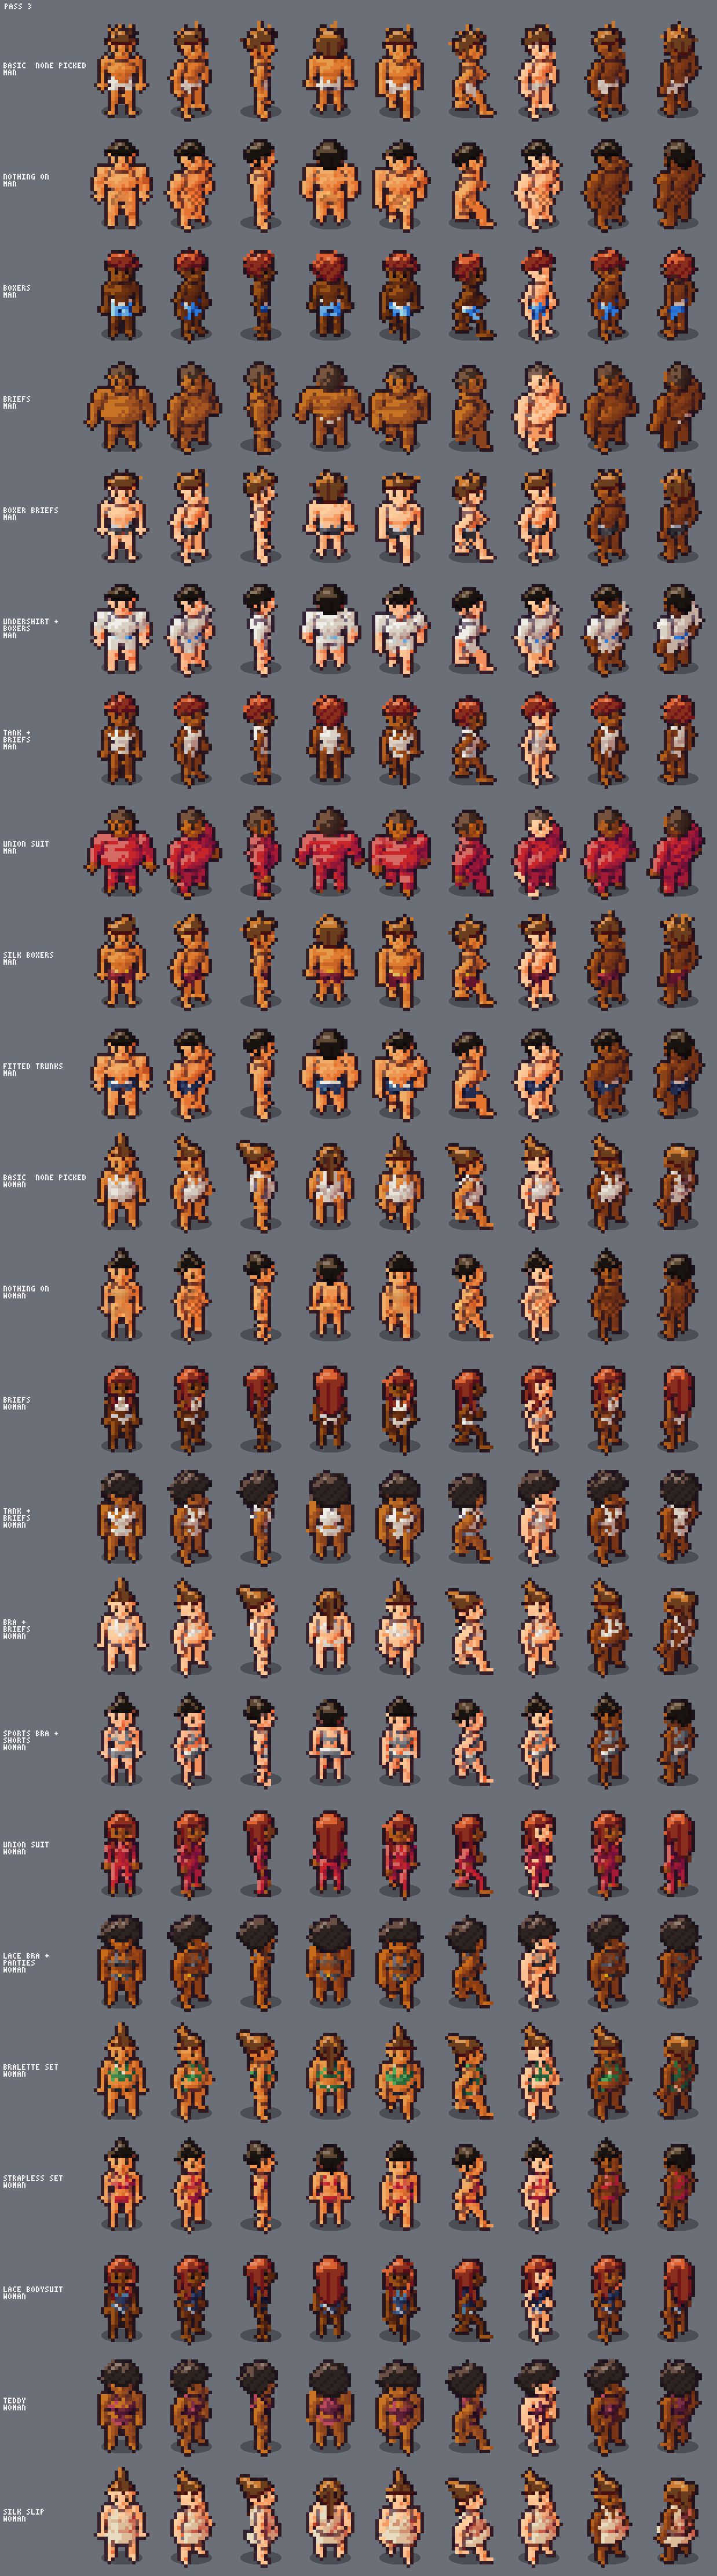 PASS 3
BASIC  NONE PICKED
MAN
NOTHING ON
MAN
BOXERS
MAN
BRIEFS
MAN
BOXER BRIEFS
MAN
UNDERSHIRT +
BOXERS
MAN
TANK +
BRIEFS
MAN
UNION SUIT
MAN
SILK BOXERS
MAN
FITTED TRUNKS
MAN
BASIC  NONE PICKED
WOMAN
NOTHING ON
WOMAN
BRIEFS
WOMAN
TANK +
BRIEFS
WOMAN
BRA +
BRIEFS
WOMAN
SPORTS BRA +
SHORTS
WOMAN
UNION SUIT
WOMAN
LACE BRA +
PANTIES
WOMAN
BRALETTE SET
WOMAN
STRAPLESS SET
WOMAN
LACE BODYSUIT
WOMAN
TEDDY
WOMAN
SILK SLIP
WOMAN